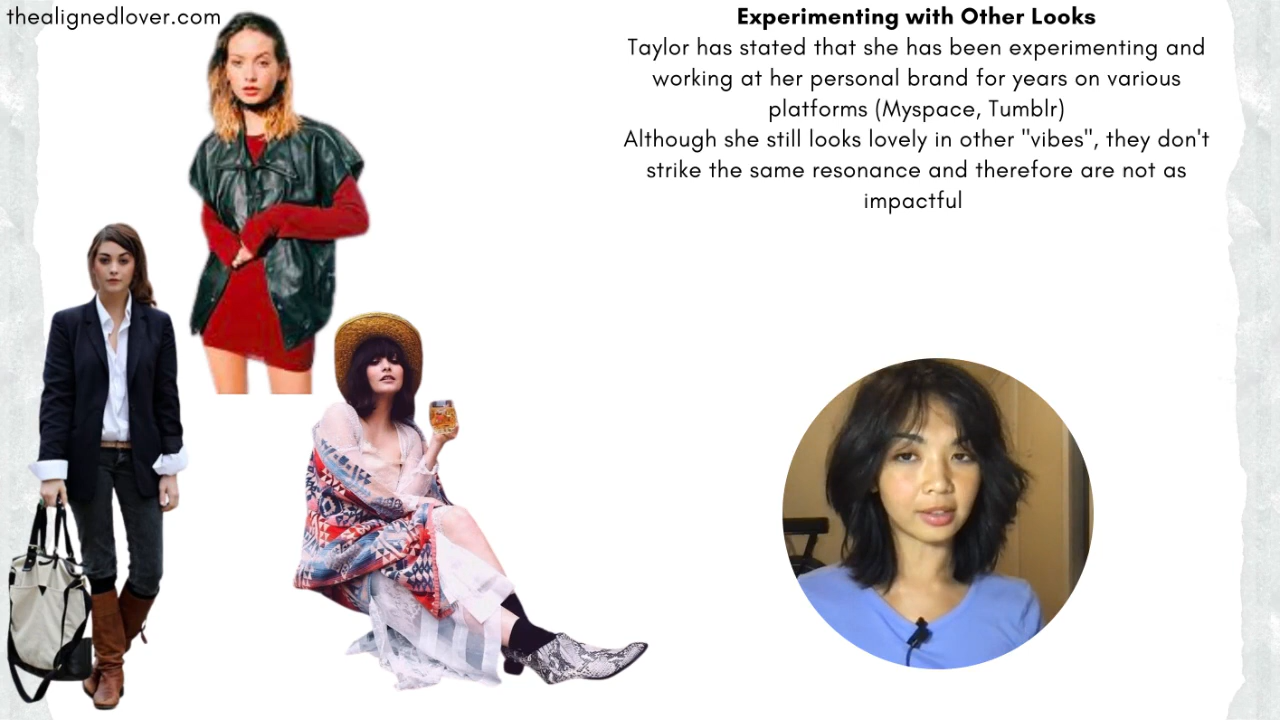 thealignedlover.com
Experimenting with Other Looks
Taylor has stated that she has been experimenting and
working at her personal brand for years on various
platforms (Myspace, Tumblr)
Although she still looks lovely in other "vibes", they don't
strike the same resonance and therefore are not as
impactful